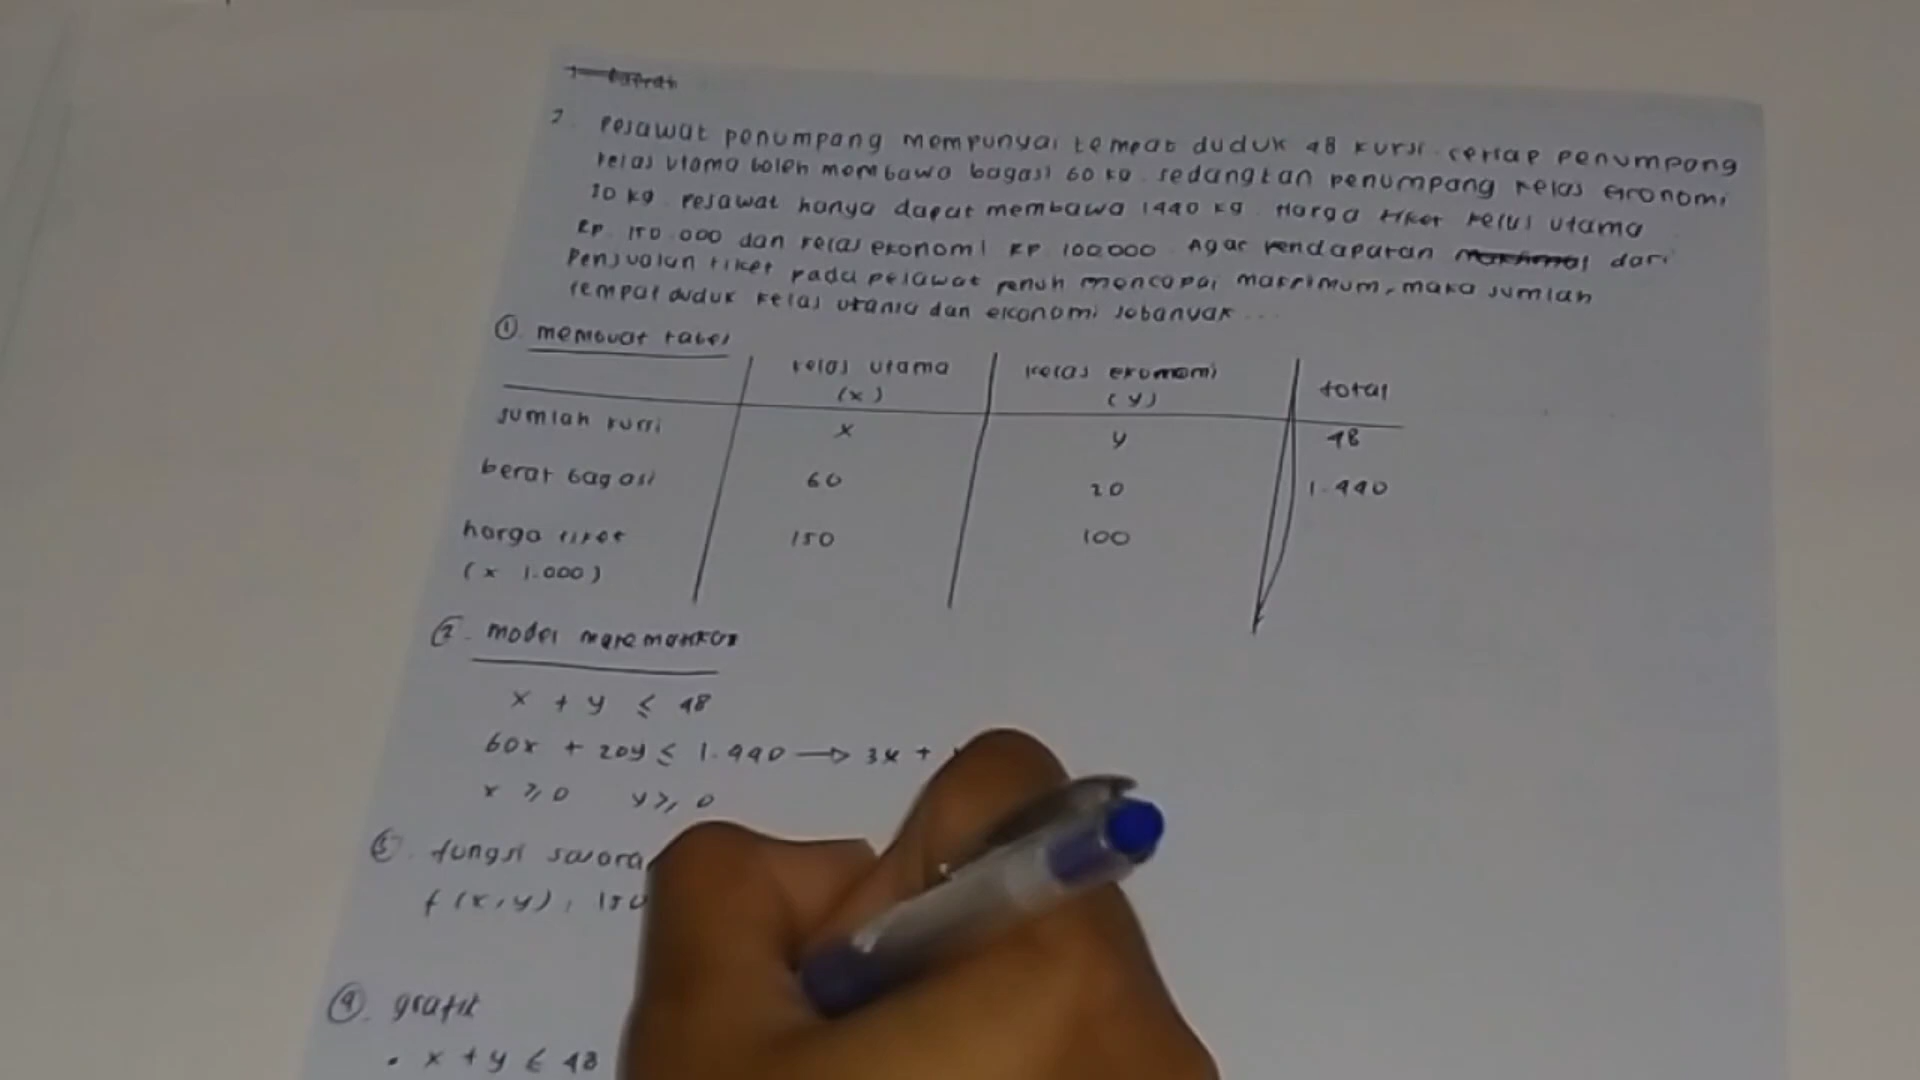 2. Pesawat penumpang mempunyai tempat duduk 48 kursi. setiap penumpang
kelas utama boleh membawa bagasi 60 kg. sedangkan penumpang kelas ekonomi
20 kg. pesawat hanya dapat membawa 1440 kg. Harga tiket kelas utama
RP. 150.000 dan kelas ekonomi RP 100.000. Agar pendapatan dari
Penjualan tiket pada pesawat penuh mencapai maksimum, maka jumlah
tempat duduk kelas utama dan ekonomi sebanyak ...
① membuat tabel
kelas utama (x) kelas ekonomi (y) total
jumlah kursi x y 48
berat bagasi 60 20 1.440
harga tiket 150 100
(x 1.000)
②. model matematika
x + y ≤ 48
60x + 20y ≤ 1.440 → 3x +
x ≥ 0 y ≥ 0
③. fungsi
f (x,y) : 150
④. grafik
• x + y ≤ 48